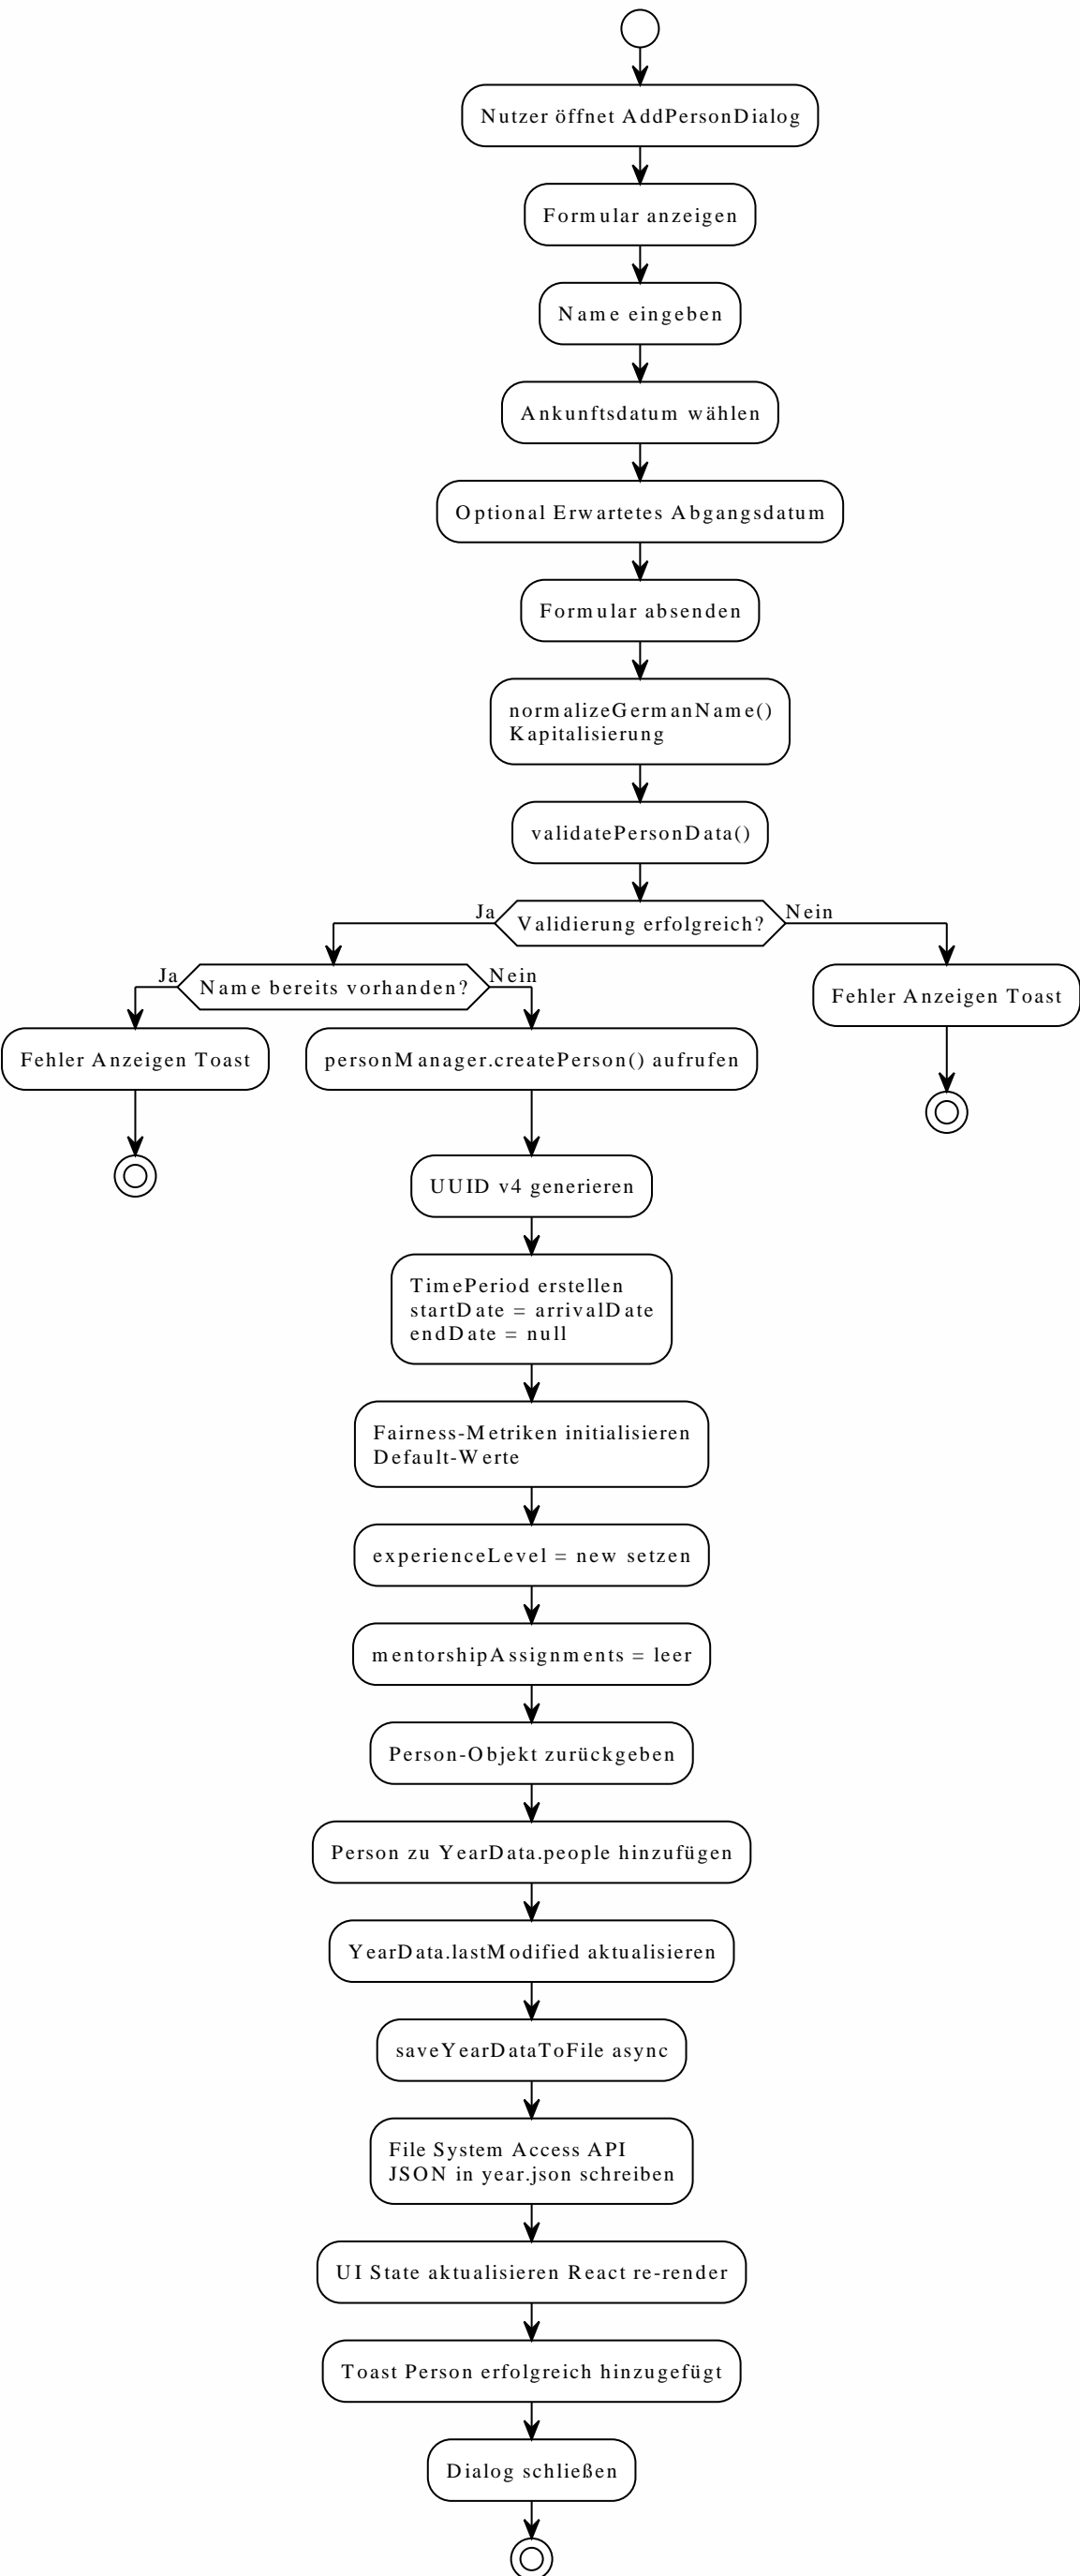 Nutzer öffnet AddPersonDialog
Formular anzeigen
Name eingeben
Ankunftsdatum wählen
Optional Erwartetes Abgangsdatum
Formular absenden
normalizeGermanName()
Kapitalisierung
validatePersonData()
Ja
Validierung erfolgreich?
Nein
Ja
Name bereits vorhanden?
Nein
Fehler Anzeigen Toast
Fehler Anzeigen Toast
personManager.createPerson() aufrufen
UUID v4 generieren
TimePeriod erstellen
startDate = arrivalDate
endDate = null
Fairness-Metriken initialisieren
Default-Werte
experienceLevel = new setzen
mentorshipAssignments = leer
Person-Objekt zurückgeben
Person zu YearData.people hinzufügen
YearData.lastModified aktualisieren
saveYearDataToFile async
File System Access API
JSON in year.json schreiben
UI State aktualisieren React re-render
Toast Person erfolgreich hinzugefügt
Dialog schließen